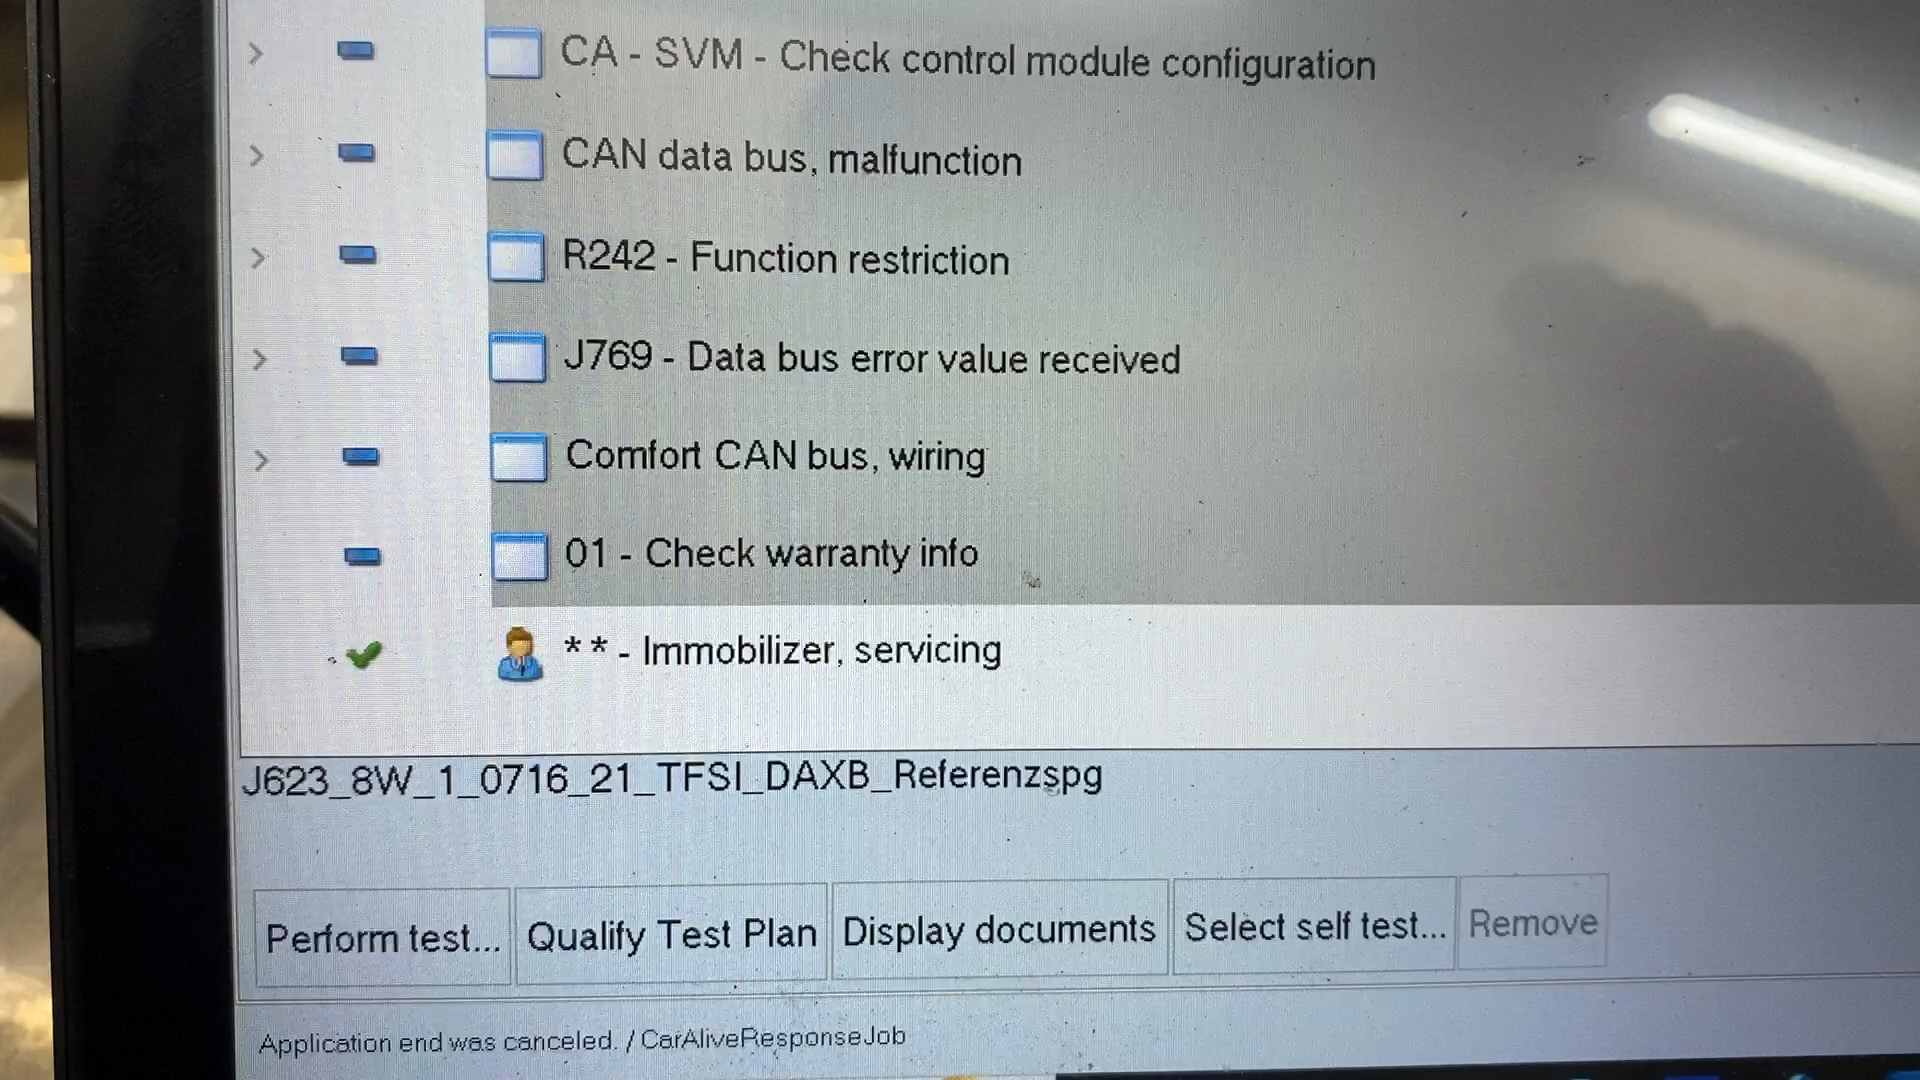 CA - SVM - Check control module configuration
CAN data bus, malfunction
R242 - Function restriction
J769 - Data bus error value received
Comfort CAN bus, wiring
01 - Check warranty info
* * - Immobilizer, servicing
J623_8W_1_0716_21_TFSI_DAXB_Referenzspg
Perform test... Qualify Test Plan Display documents Select self test... Remove
Application end was canceled. / CarAliveResponseJob